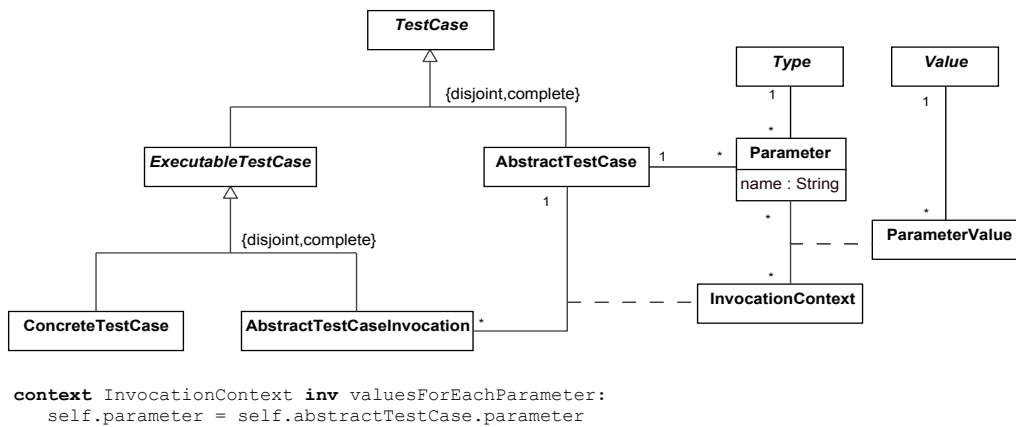 TestCase
Type
Value
{disjoint,complete}
1
1
*
ExecutableTestCase
AbstractTestCase
1
*
Parameter
name : String
1
*
*
{disjoint,complete}
ParameterValue
*
ConcreteTestCase
AbstractTestCaseInvocation
*
InvocationContext
context InvocationContext inv valuesForEachParameter:
self.parameter = self.abstractTestCase.parameter